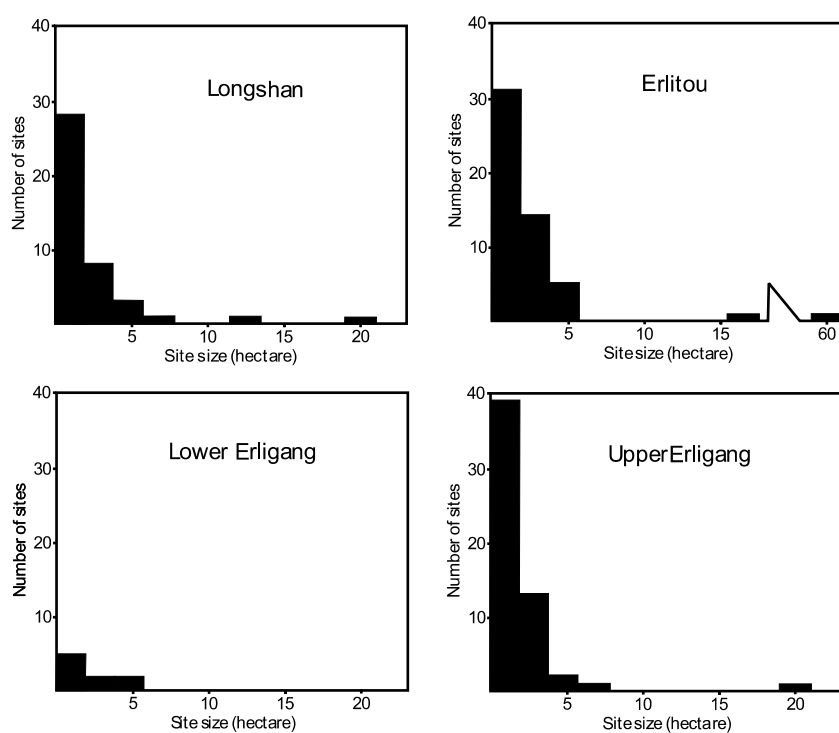 Longshan
Number of sites
40
30
20
10
5 10 15 20
Site size (hectare)
Erlitou
Number of sites
40
30
20
10
5 10 15 60
Site size (hectare)
Lower Erligang
Number of sites
40
30
20
10
5 10 15 20
Site size (hectare)
UpperErligang
Number of sites
40
30
20
10
5 10 15 20
Site size (hectare)